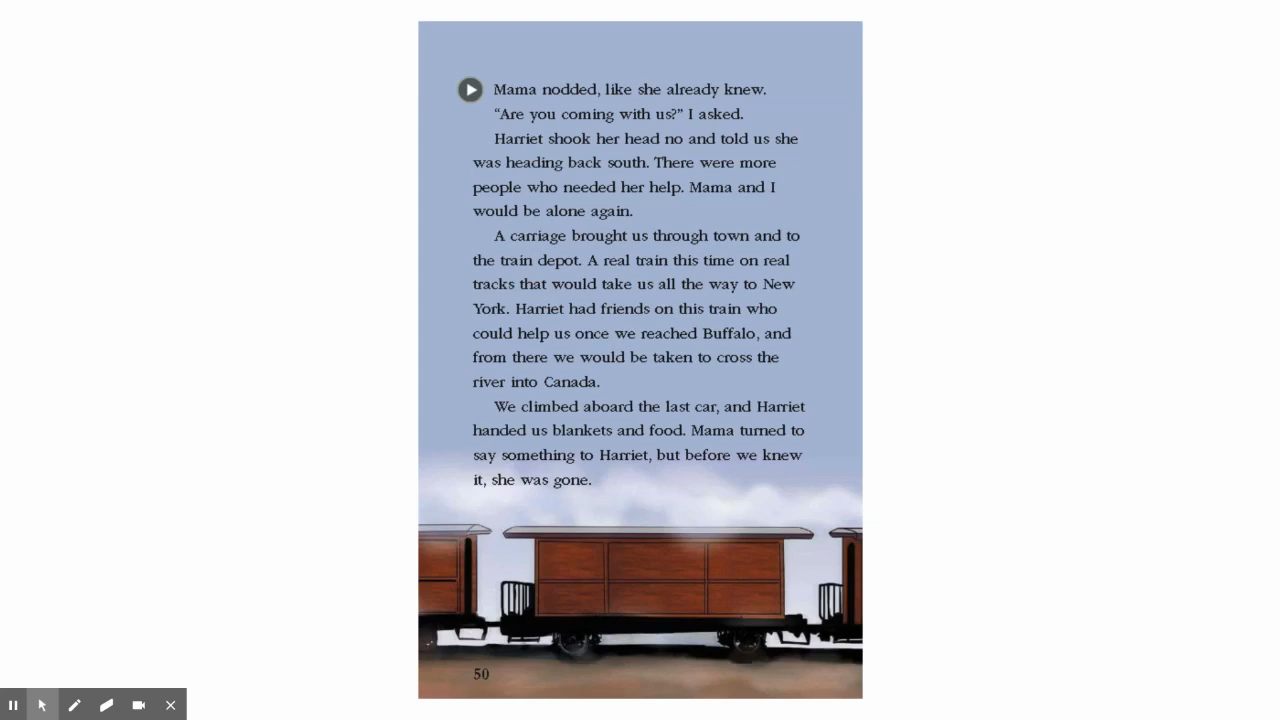 Mama nodded, like she already knew.
“Are you coming with us?” I asked.
Harriet shook her head no and told us she
was heading back south. There were more
people who needed her help. Mama and I
would be alone again.
A carriage brought us through town and to
the train depot. A real train this time on real
tracks that would take us all the way to New
York. Harriet had friends on this train who
could help us once we reached Buffalo, and
from there we would be taken to cross the
river into Canada.
We climbed aboard the last car, and Harriet
handed us blankets and food. Mama turned to
say something to Harriet, but before we knew
it, she was gone.
50